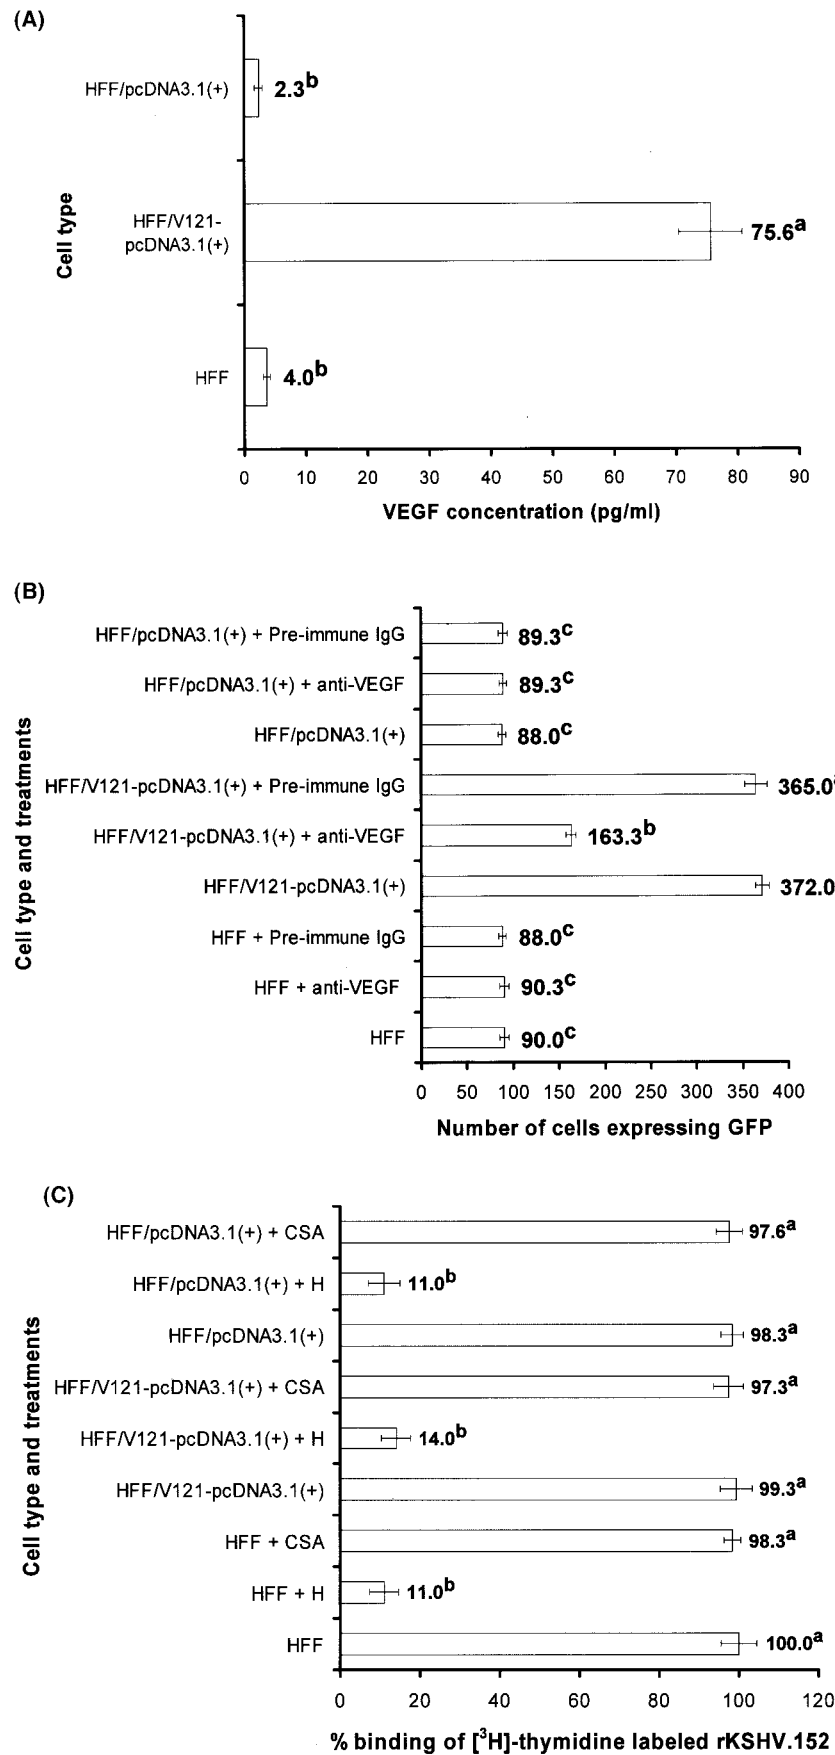 (A)
HFF/pcDNA3.1(+)
2.3b
HFF/V121-
pcDNA3.1(+)
75.6a
HFF
4.0b
Cell type
0 10 20 30 40 50 60 70 80 90
VEGF concentration (pg/ml)
(B)
HFF/pcDNA3.1(+) + Pre-immune IgG
89.3c
HFF/pcDNA3.1(+) + anti-VEGF
89.3c
HFF/pcDNA3.1(+)
88.0c
HFF/V121-pcDNA3.1(+) + Pre-immune IgG
365.0
HFF/V121-pcDNA3.1(+) + anti-VEGF
163.3b
HFF/V121-pcDNA3.1(+)
372.0
HFF + Pre-immune IgG
88.0c
HFF + anti-VEGF
90.3c
HFF
90.0c
Cell type and treatments
0 50 100 150 200 250 300 350 400
Number of cells expressing GFP
(C)
HFF/pcDNA3.1(+) + CSA
97.6a
HFF/pcDNA3.1(+) + H
11.0b
HFF/pcDNA3.1(+)
98.3a
HFF/V121-pcDNA3.1(+) + CSA
97.3a
HFF/V121-pcDNA3.1(+) + H
14.0b
HFF/V121-pcDNA3.1(+)
99.3a
HFF + CSA
98.3a
HFF + H
11.0b
HFF
100.0a
Cell type and treatments
0 20 40 60 80 100 120
% binding of [3H]-thymidine labeled rKSHV.152